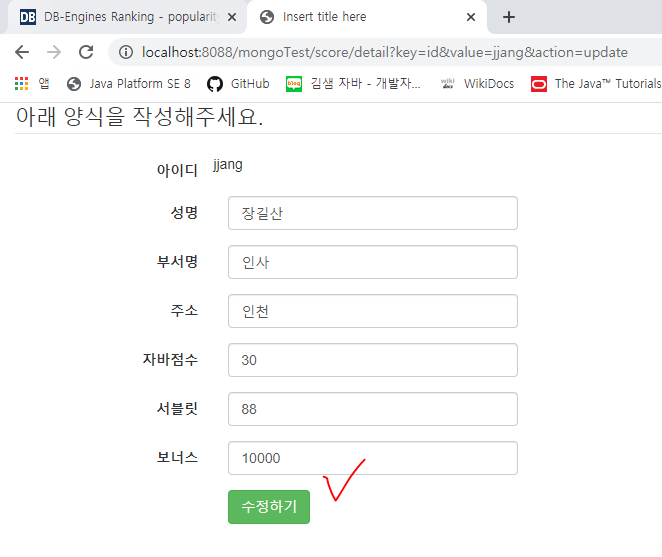 DB DB-Engines Ranking - popularit
Insert title here
localhost:8088/mongoTest/score/detail?key=id&value=jjang&action=update
앱 Java Platform SE 8 GitHub blog 김샘 자바 - 개발자... wiki WikiDocs The Java™ Tutorials
아래 양식을 작성해주세요.
아이디 jjang
성명 장길산
부서명 인사
주소 인천
자바점수 30
서블릿 88
보너스 10000
수정하기